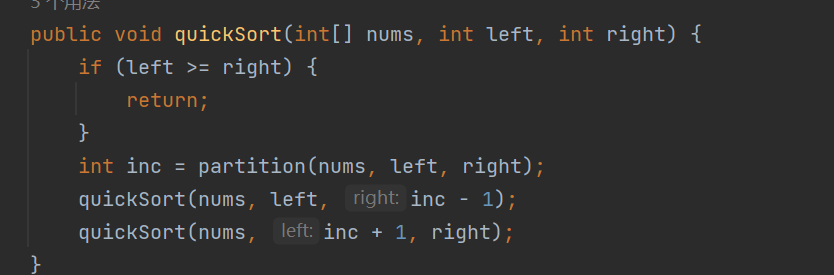 5 个用法
public void quickSort(int[] nums, int left, int right) {
if (left >= right) {
return;
}
int inc = partition(nums, left, right);
quickSort(nums, left, right: inc - 1);
quickSort(nums, left: inc + 1, right);
}